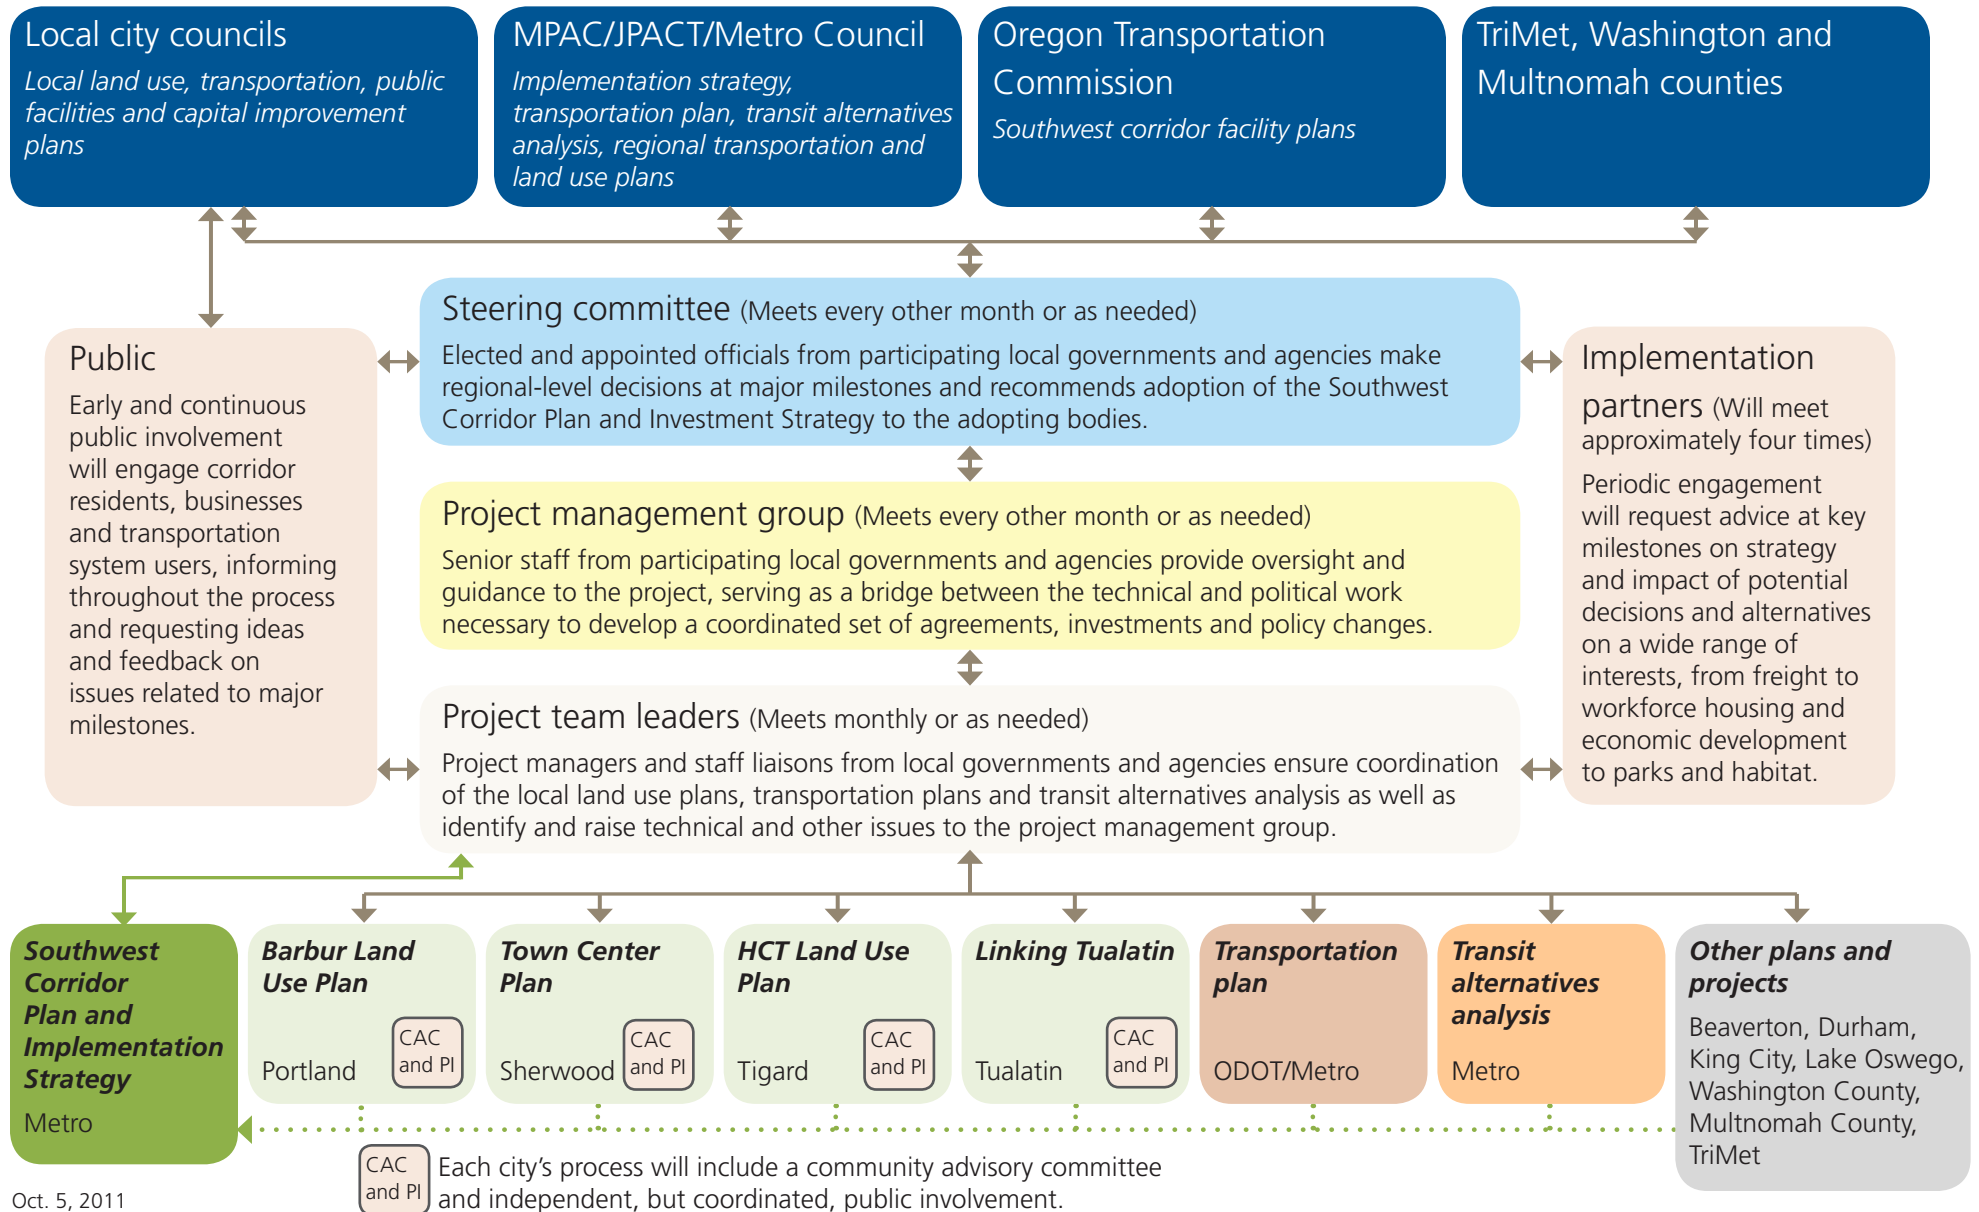 Local city councils
Local land use, transportation, public
facilities and capital improvement
plans
MPAC/JPACT/Metro Council
Implementation strategy,
transportation plan, transit alternatives
analysis, regional transportation and
land use plans
Oregon Transportation
Commission
Southwest corridor facility plans
TriMet, Washington and
Multnomah counties
Public
Early and continuous
public involvement
will engage corridor
residents, businesses
and transportation
system users, informing
throughout the process
and requesting ideas
and feedback on
issues related to major
milestones.
Steering committee (Meets every other month or as needed)
Elected and appointed officials from participating local governments and agencies make
regional-level decisions at major milestones and recommends adoption of the Southwest
Corridor Plan and Investment Strategy to the adopting bodies.
Project management group (Meets every other month or as needed)
Senior staff from participating local governments and agencies provide oversight and
guidance to the project, serving as a bridge between the technical and political work
necessary to develop a coordinated set of agreements, investments and policy changes.
Project team leaders (Meets monthly or as needed)
Project managers and staff liaisons from local governments and agencies ensure coordination
of the local land use plans, transportation plans and transit alternatives analysis as well as
identify and raise technical and other issues to the project management group.
Implementation
partners (Will meet
approximately four times)
Periodic engagement
will request advice at key
milestones on strategy
and impact of potential
decisions and alternatives
on a wide range of
interests, from freight to
workforce housing and
economic development
to parks and habitat.
Southwest
Corridor
Plan and
Implementation
Strategy
Metro
Barbur Land
Use Plan
Portland
CAC
and PI
Town Center
Plan
Sherwood
CAC
and PI
HCT Land Use
Plan
Tigard
CAC
and PI
Linking Tualatin
Tualatin
CAC
and PI
Transportation
plan
ODOT/Metro
Transit
alternatives
analysis
Metro
Other plans and
projects
Beaverton, Durham,
King City, Lake Oswego,
Washington County,
Multnomah County,
TriMet
CAC
and PI
Each city's process will include a community advisory committee
and independent, but coordinated, public involvement.
Oct. 5, 2011